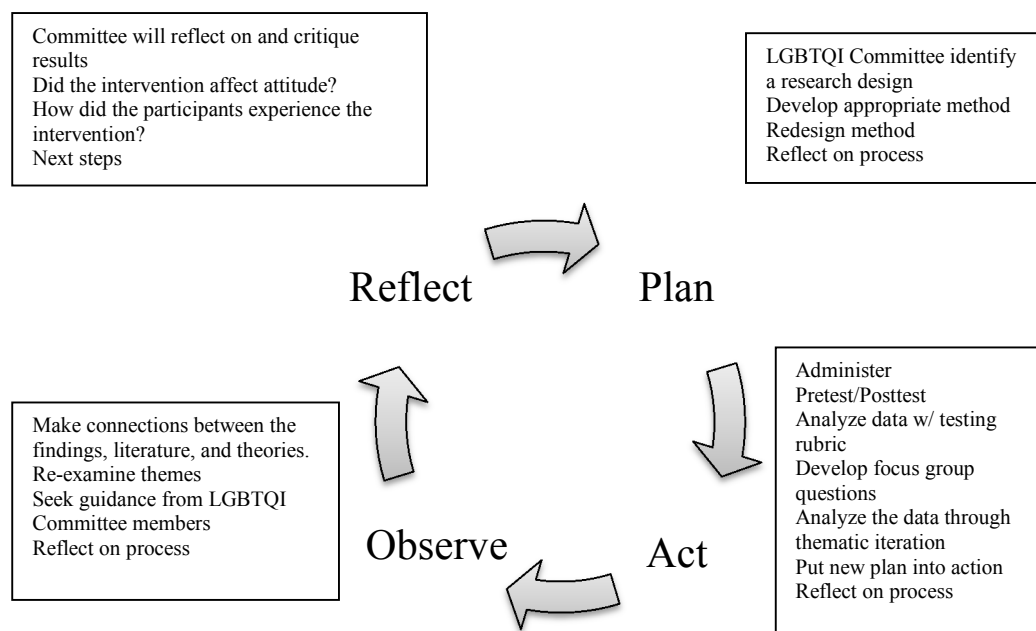 Committee will reflect on and critique
results
Did the intervention affect attitude?
How did the participants experience the
intervention?
Next steps
LGBTQI Committee identify
a research design
Develop appropriate method
Redesign method
Reflect on process
Reflect
Plan
Administer
Pretest/Posttest
Analyze data w/ testing
rubric
Develop focus group
questions
Analyze the data through
thematic iteration
Put new plan into action
Reflect on process
Make connections between the
findings, literature, and theories.
Re-examine themes
Seek guidance from LGBTQI
Committee members
Reflect on process
Observe
Act